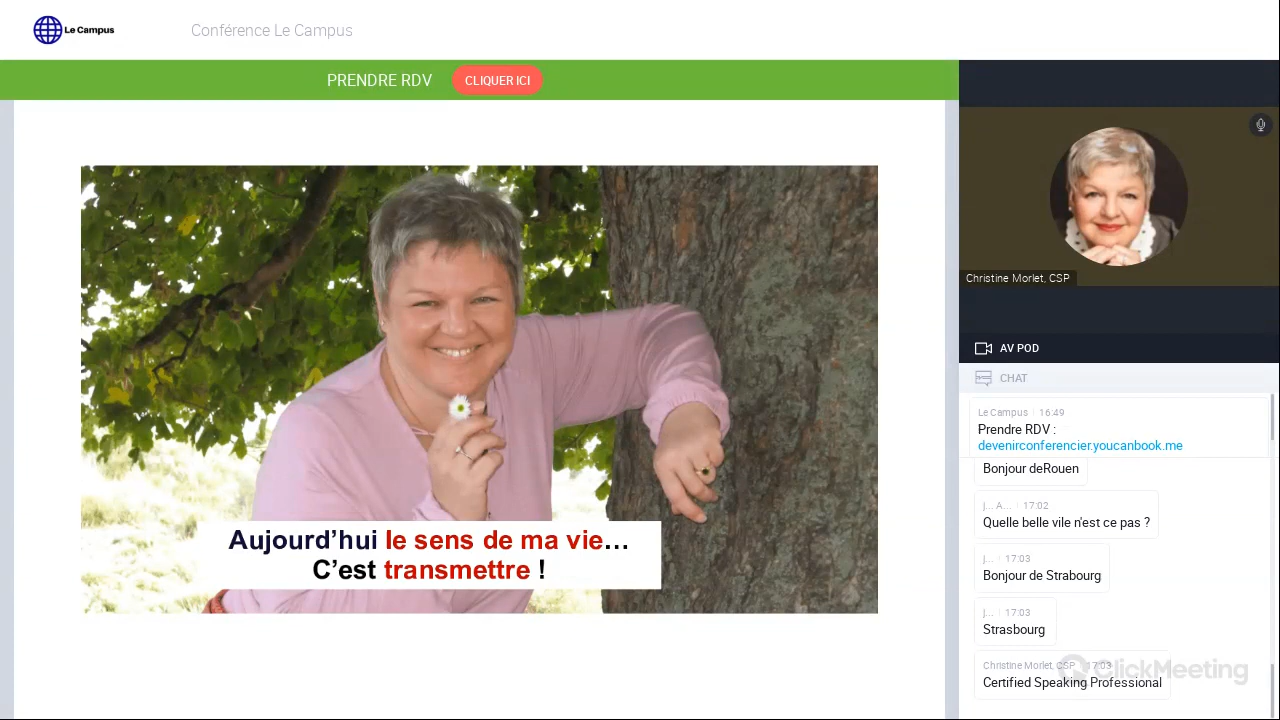 Le Campus
Conférence Le Campus
PRENDRE RDV
CLIQUER ICI
Aujourd’hui le sens de ma vie…
C’est transmettre !
Christine Morlet, CSP
AV POD
CHAT
Le Campus 16:49
Prendre RDV :
devenirconferencier.youcanbook.me
Bonjour deRouen
j... A... 17:02
Quelle belle vile n'est ce pas ?
j... 17:03
Bonjour de Strabourg
j... 17:03
Strasbourg
Christine Morlet, CSP 17:03
Certified Speaking Professional
ClickMeeting